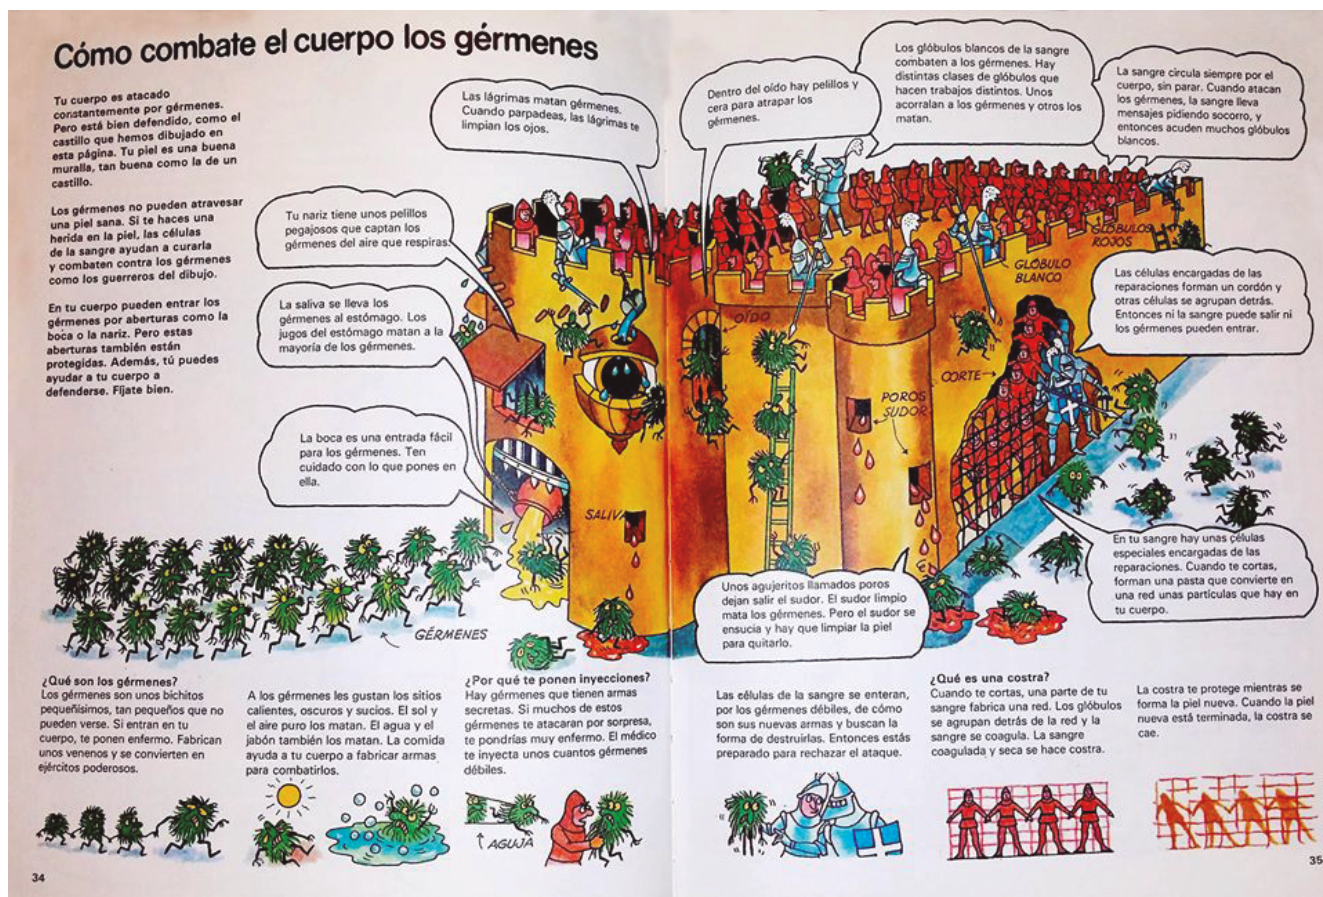 Cómo combate el cuerpo los gérmenes
Tu cuerpo es atacado
constantemente por gérmenes.
Pero está bien defendido, como el
castillo que hemos dibujado en
esta página. Tu piel es una buena
muralla, tan buena como la de un
castillo.
Los gérmenes no pueden atravesar
una piel sana. Si te haces una
herida en la piel, las células
de la sangre ayudan a curarla
y combaten contra los gérmenes
como los guerreros del dibujo.
En tu cuerpo pueden entrar los
gérmenes por aberturas como la
boca o la nariz. Pero estas
aberturas también están
protegidas. Además, tú puedes
ayudar a tu cuerpo a
defenderse. Fíjate bien.
Las lágrimas matan gérmenes.
Cuando parpadeas, las lágrimas te
limpian los ojos.
Tu nariz tiene unos pelillos
pegajosos que captan los
gérmenes del aire que respiras.
La saliva se lleva los
gérmenes al estómago. Los
jugos del estómago matan a la
mayoría de los gérmenes.
La boca es una entrada fácil
para los gérmenes. Ten
cuidado con lo que pones en
ella.
Dentro del oído hay pelillos y
cera para atrapar los
gérmenes.
Los glóbulos blancos de la sangre
combaten a los gérmenes. Hay
distintas clases de glóbulos que
hacen trabajos distintos. Unos
acorralan a los gérmenes y otros los
matan.
La sangre circula siempre por el
cuerpo, sin parar. Cuando atacan
los gérmenes, la sangre lleva
mensajes pidiendo socorro, y
entonces acuden muchos glóbulos
blancos.
GLÓBULOS
ROJOS
GLÓBULO
BLANCO
Las células encargadas de las
reparaciones forman un cordón y
otras células se agrupan detrás.
Entonces ni la sangre puede salir ni
los gérmenes pueden entrar.
OÍDO
CORTE
POROS
SUDOR
SALIVA
GÉRMENES
En tu sangre hay unas células
especiales encargadas de las
reparaciones. Cuando te cortas,
forman una pasta que convierte en
una red unas partículas que hay en
tu cuerpo.
Unos agujeritos llamados poros
dejan salir el sudor. El sudor limpio
mata los gérmenes. Pero el sudor se
ensucia y hay que limpiar la piel
para quitarlo.
¿Qué son los gérmenes?
Los gérmenes son unos bichitos
pequeñísimos, tan pequeños que no
pueden verse. Si entran en tu
cuerpo, te ponen enfermo. Fabrican
unos venenos y se convierten en
ejércitos poderosos.
A los gérmenes les gustan los sitios
calientes, oscuros y sucios. El sol y
el aire puro los matan. El agua y el
jabón también los matan. La comida
ayuda a tu cuerpo a fabricar armas
para combatirlos.
¿Por qué te ponen inyecciones?
Hay gérmenes que tienen armas
secretas. Si muchos de estos
gérmenes te atacaran por sorpresa,
te pondrías muy enfermo. El médico
te inyecta unos cuantos gérmenes
débiles.
AGUJA
Las células de la sangre se enteran,
por los gérmenes débiles, de cómo
son sus nuevas armas y buscan la
forma de destruirlas. Entonces estás
preparado para rechazar el ataque.
¿Qué es una costra?
Cuando te cortas, una parte de tu
sangre fabrica una red. Los glóbulos
se agrupan detrás de la red y la
sangre se coagula. La sangre
coagulada y seca se hace costra.
La costra te protege mientras se
forma la piel nueva. Cuando la piel
nueva está terminada, la costra se
cae.
34
35